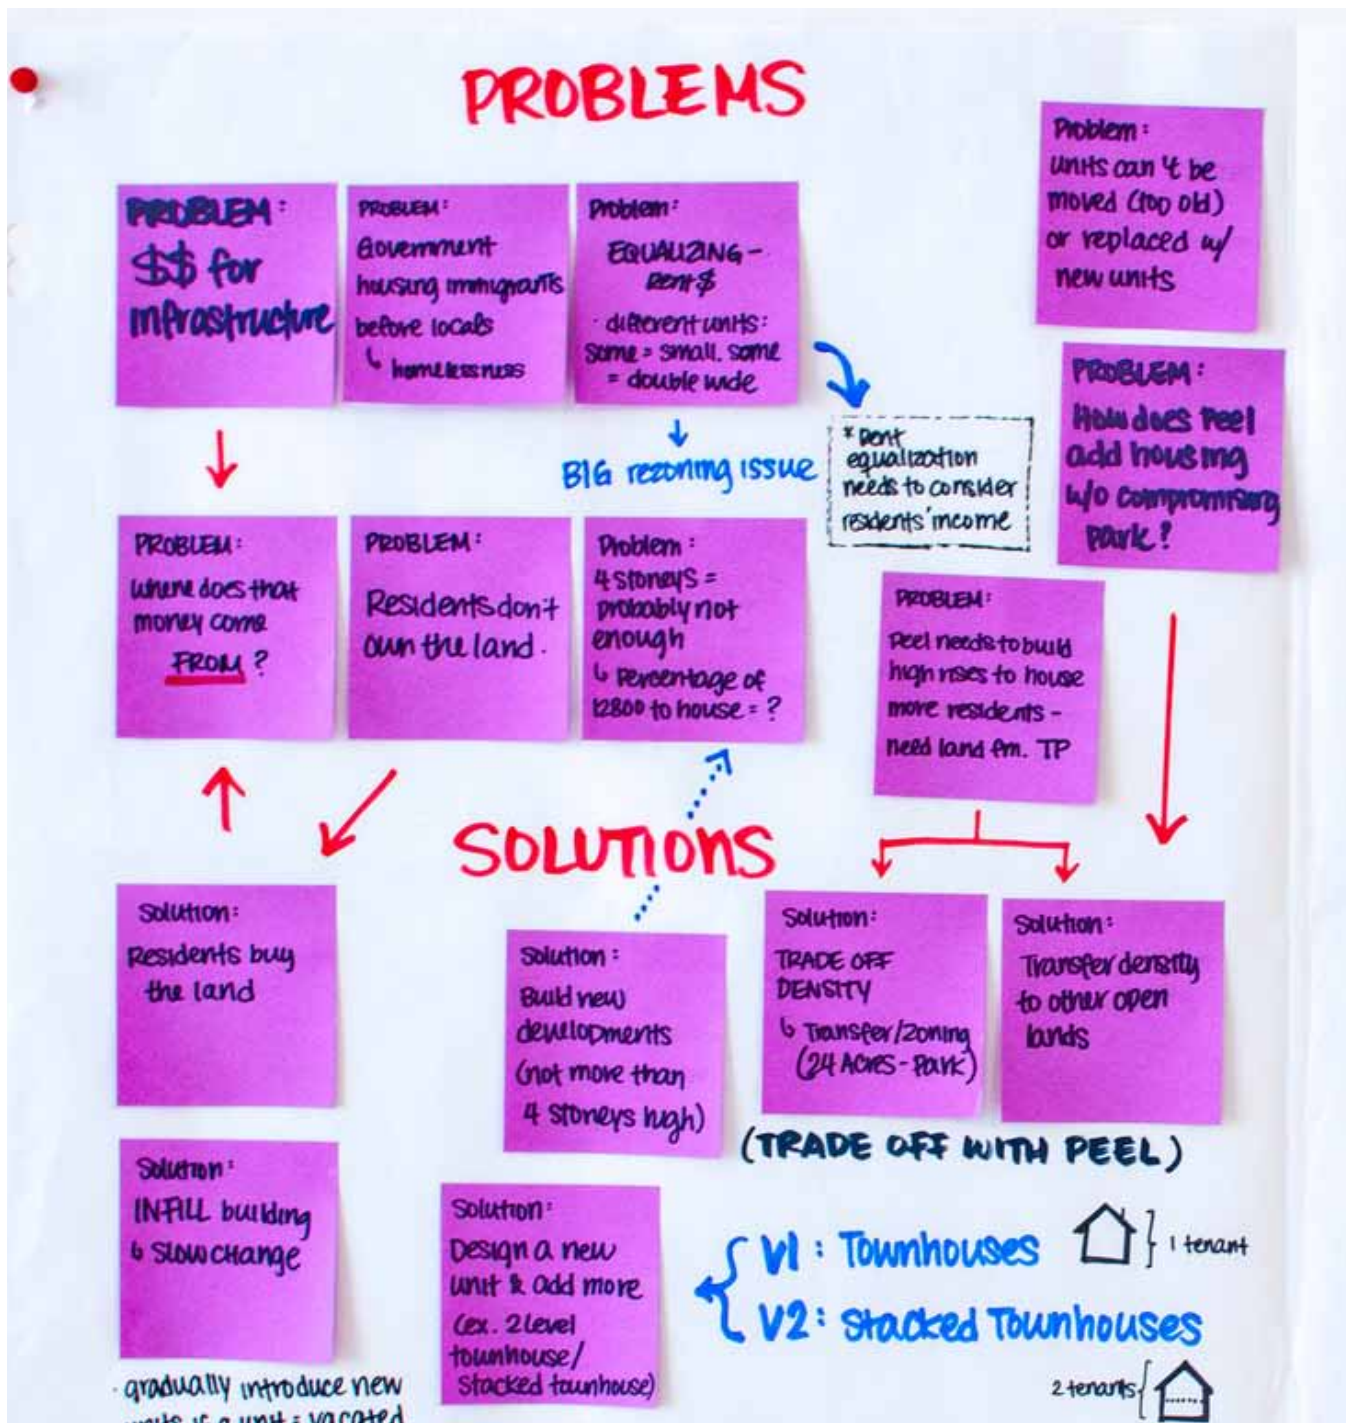 PROBLEMS
PROBLEM:
$$ for
infrastructure
PROBLEM:
Government
housing immigrants
before locals
↳ homelessness
Problem:
EQUALIZING -
Rent $
· different units:
some = small. some
= double wide
Problem:
units can't be
moved (too old)
or replaced w/
new units
BIG rezoning issue
* Rent
equalization
needs to consider
residents' income
PROBLEM:
How does Peel
add housing
w/o compromising
park?
PROBLEM:
Where does that
money come
FROM?
PROBLEM:
Residents don't
own the land.
Problem:
4 stoneys =
probably not
enough
↳ Percentage of
12800 to house = ?
PROBLEM:
Peel needs to build
high rises to house
more residents -
need land fm. TP
SOLUTIONS
Solution:
Residents buy
the land
Solution:
Build new
developments
(not more than
4 stoneys high)
Solution:
TRADE OFF
DENSITY
↳ Transfer/Zoning
(24 Acres - Park)
Solution:
Transfer density
to other open
lands
(TRADE OFF WITH PEEL)
Solution:
INFILL building
↳ slow change
· gradually introduce new
units if a unit = vacated
Solution:
Design a new
unit & add more
(ex. 2 level
townhouse/
stacked townhouse)
V1: Townhouses
1 tenant
V2: Stacked Townhouses
2 tenants